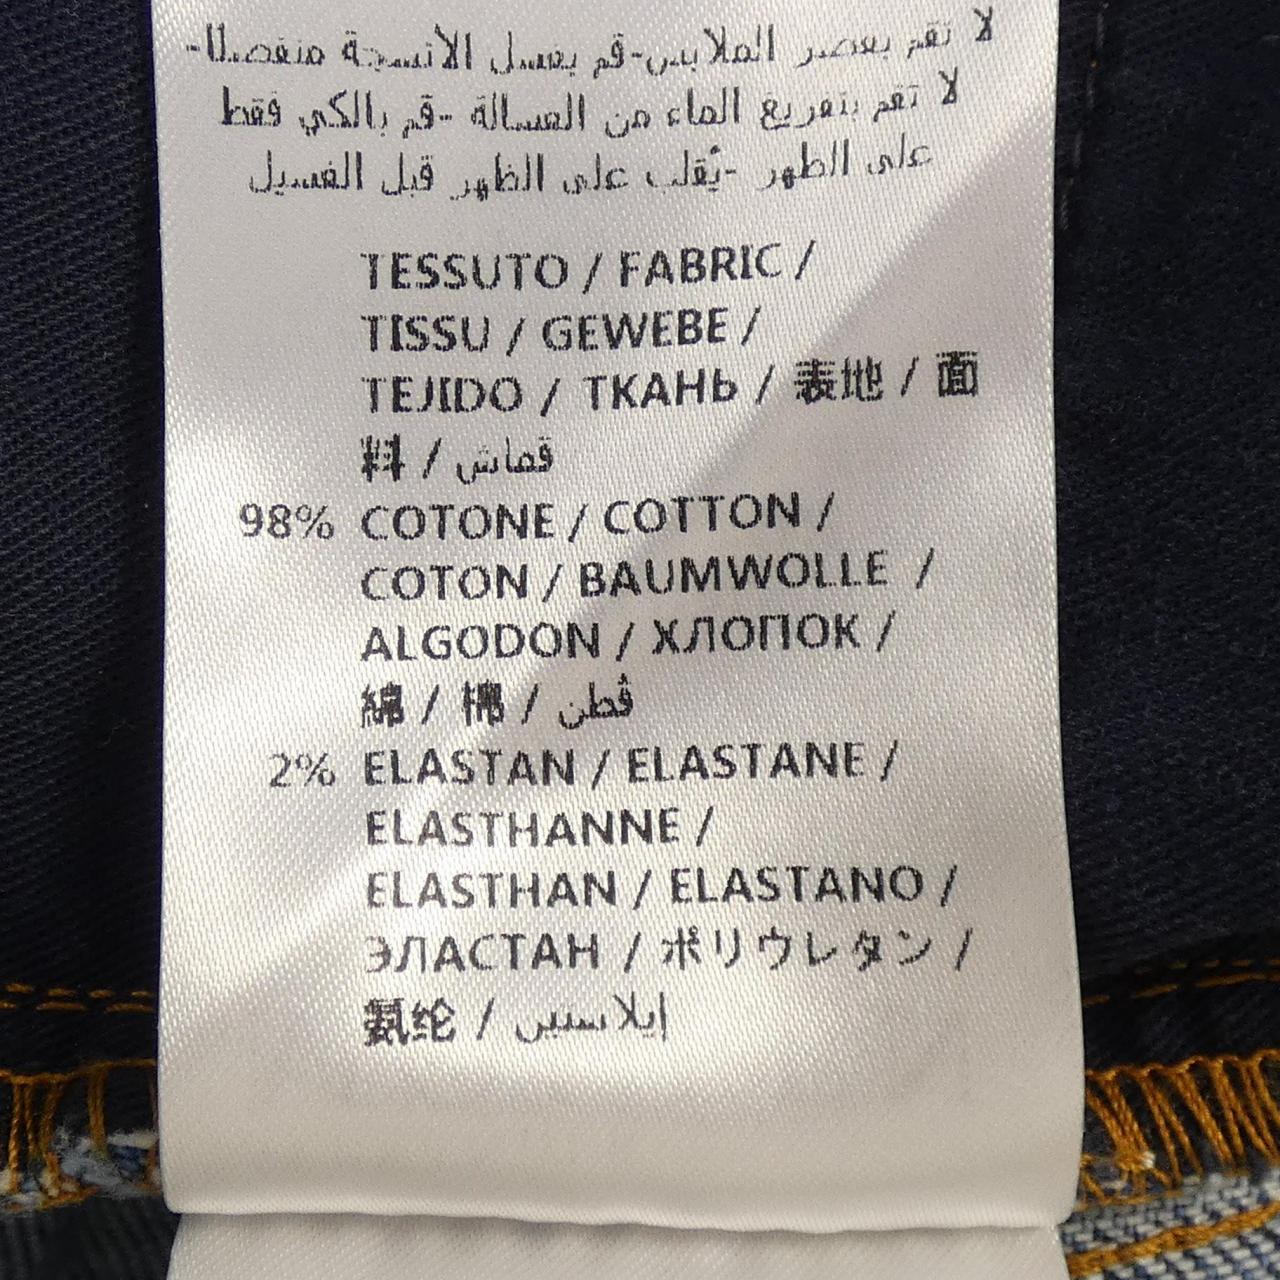 لا تقم بعصر الملابس-قم بغسل الأنسجة منفصلا-
لا تقم بتفريغ الماء من الغسالة -قم بالكي فقط
على الظهر -يُقلب على الظهر قبل الغسيل
TESSUTO / FABRIC /
TISSU / GEWEBE /
TEJIDO / ТКАНЬ / 表地 / 面
料 / قماش
98% COTONE / COTTON /
COTON / BAUMWOLLE /
ALGODON / ХЛОПОК /
綿 / 棉 / قطن
2% ELASTAN / ELASTANE /
ELASTHANNE /
ELASTHAN / ELASTANO /
ЭЛАСТАН / ポリウレタン /
氨纶 / إيلاستين